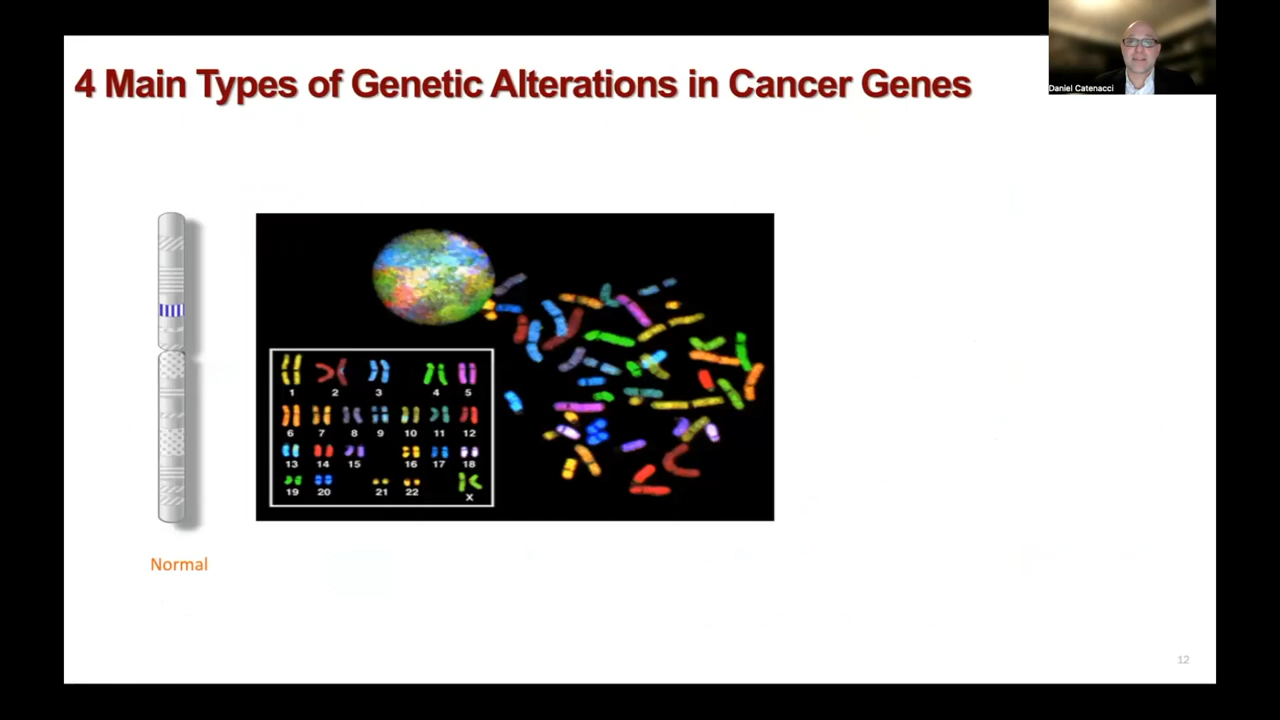 4 Main Types of Genetic Alterations in Cancer Genes
Daniel Catenacci
1 2 3 4 5
6 7 8 9 10 11 12
13 14 15 16 17 18
19 20 21 22 X
Normal
12